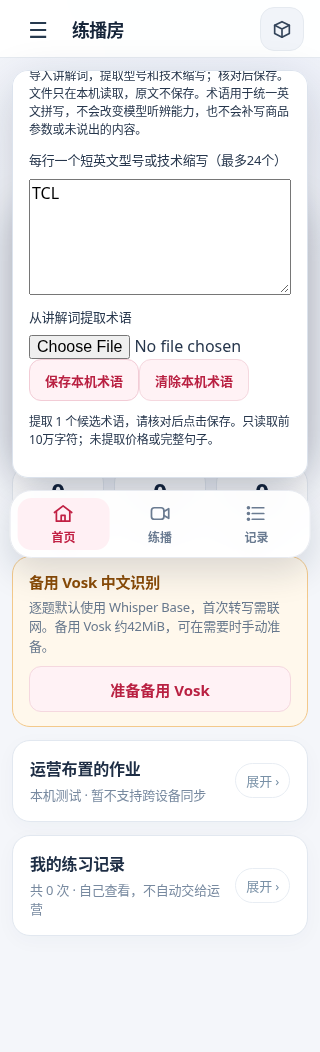 练播房
导入讲解词，提取型号和技术缩写；核对后保存。
文件只在本机读取，原文不保存。术语用于统一英
文拼写，不会改变模型听辨能力，也不会补写商品
参数或未说出的内容。
每行一个短英文型号或技术缩写（最多24个）
TCL
从讲解词提取术语
Choose File No file chosen
保存本机术语 清除本机术语
提取 1 个候选术语，请核对后点击保存。只读取前
10万字符；未提取价格或完整句子。
0 0 0
首页 练播 记录
备用 Vosk 中文识别
逐题默认使用 Whisper Base，首次转写需联
网。备用 Vosk 约42MiB，可在需要时手动准
备。
准备备用 Vosk
运营布置的作业
本机测试 · 暂不支持跨设备同步
展开 ›
我的练习记录
共 0 次 · 自己查看，不自动交给运
营
展开 ›